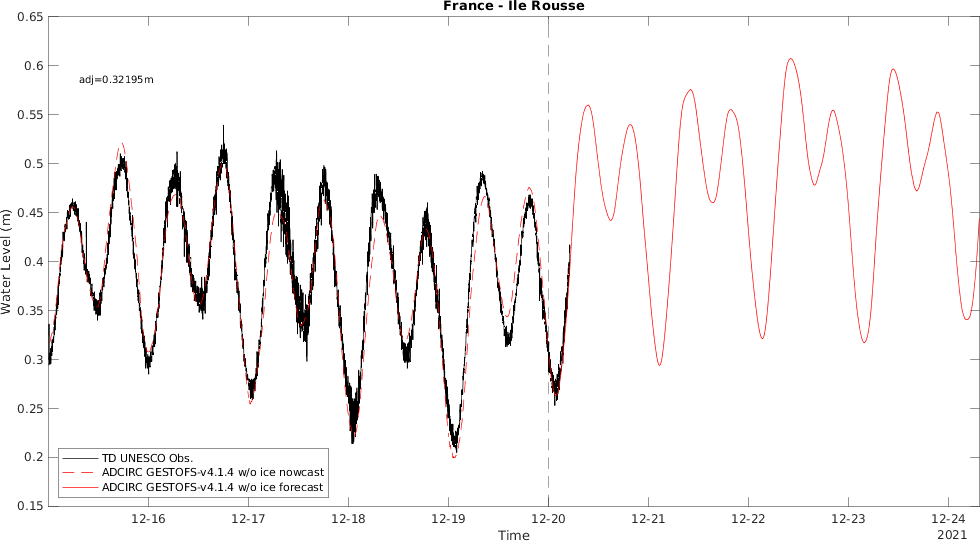 France - Ile Rousse
0.65
0.6
adj=0.32195m
0.55
0.5
0.45
0.4
0.35
0.3
0.25
0.2
0.15
Water Level (m)
TD UNESCO Obs.
ADCIRC GESTOFS-v4.1.4 w/o ice nowcast
ADCIRC GESTOFS-v4.1.4 w/o ice forecast
12-16 12-17 12-18 12-19 12-20 12-21 12-22 12-23 12-24
Time
2021